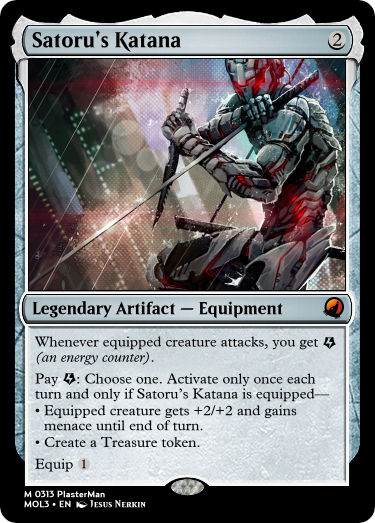 Satoru's Katana 2
Legendary Artifact — Equipment
Whenever equipped creature attacks, you get
(an energy counter).
Pay : Choose one. Activate only once each
turn and only if Satoru's Katana is equipped—
• Equipped creature gets +2/+2 and gains
menace until end of turn.
• Create a Treasure token.
Equip 1
M 0313 PlasterMan
MOL3 • EN Jesus Nerkin